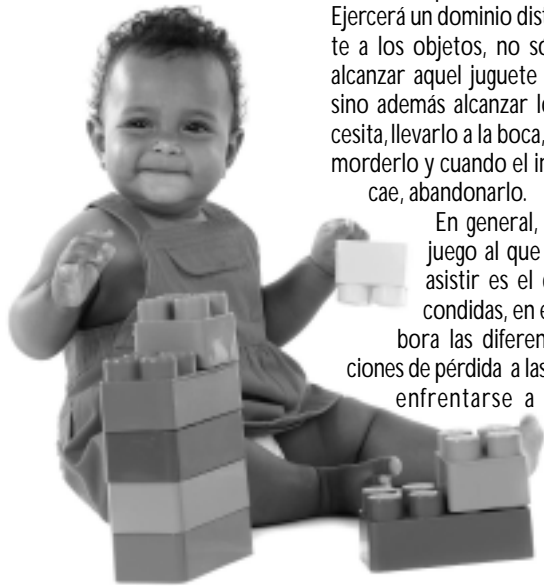 Ejercerá un dominio dist
te a los objetos, no s
alcanzar aquel juguete
sino además alcanzar l
cesita, llevarlo a la boca,
morderlo y cuando el in
cae, abandonarlo.
En general,
juego al que
asistir es el
condidas, en e
bora las diferen
ciones de pérdida a las
enfrentarse a